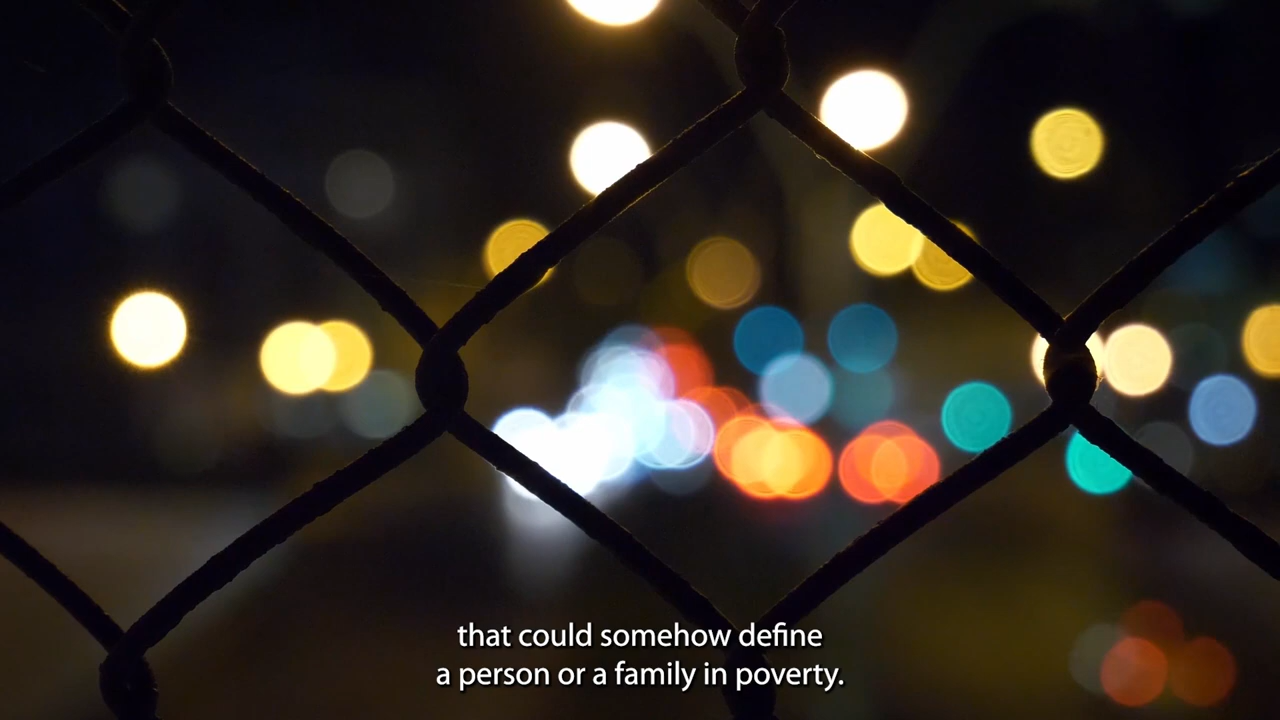 that could somehow define
a person or a family in poverty.